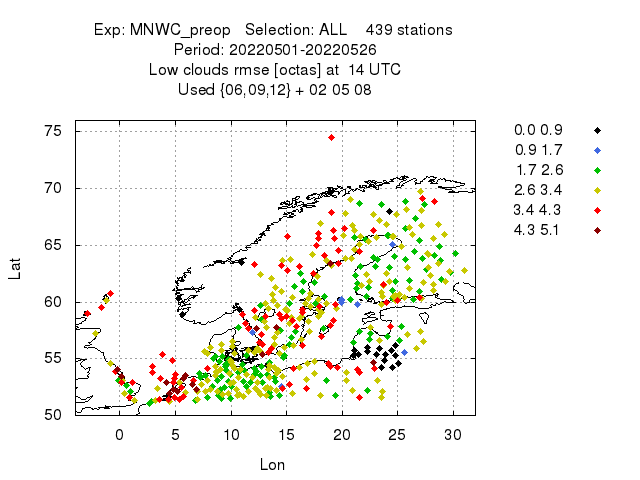 Exp: MNWC_preop   Selection: ALL    439 stations
Period: 20220501-20220526
Low clouds rmse [octas] at  14 UTC
Used {06,09,12} + 02 05 08
0.0 0.9
0.9 1.7
1.7 2.6
2.6 3.4
3.4 4.3
4.3 5.1
75
70
65
60
55
50
Lat
0 5 10 15 20 25 30
Lon